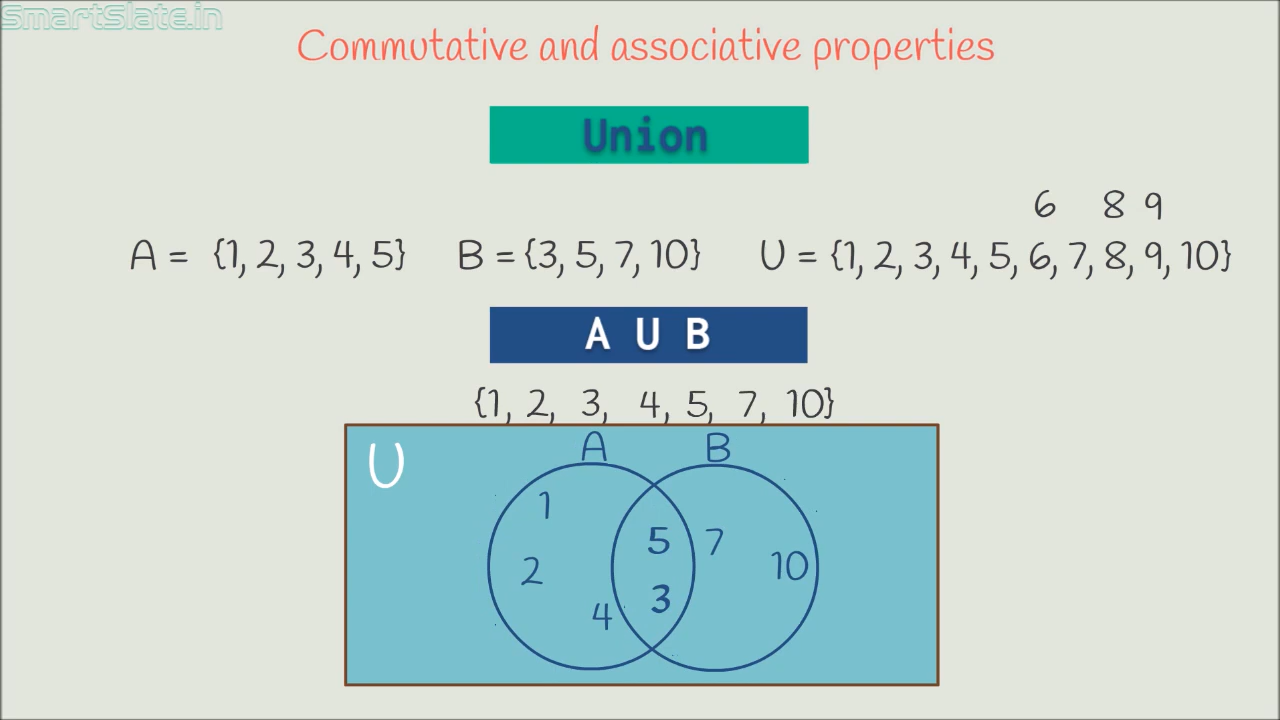 SmartSlate.in
Commutative and associative properties
Union
6 8 9
A = {1, 2, 3, 4, 5} B = {3, 5, 7, 10} U = {1, 2, 3, 4, 5, 6, 7, 8, 9, 10}
A U B
{1, 2, 3, 4, 5, 7, 10}
U A B
1
5 7
2 10
3
4